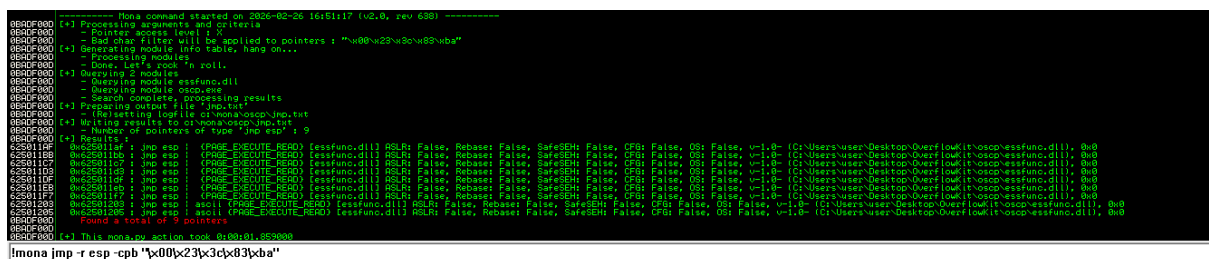 ---------- Mona command started on 2026-02-26 16:51:17 (v2.0, rev 638) ----------
0BADF00D [+] Processing arguments and criteria
0BADF00D     - Pointer access level : X
0BADF00D     - Bad char filter will be applied to pointers : "\x00\x23\x3c\x83\xba"
0BADF00D [+] Generating module info table, hang on...
0BADF00D     - Processing modules
0BADF00D     - Done. Let's rock 'n roll.
0BADF00D [+] Querying 2 modules
0BADF00D     - Querying module essfunc.dll
0BADF00D     - Querying module oscp.exe
0BADF00D     - Search complete, processing results
0BADF00D [+] Preparing output file 'jmp.txt'
0BADF00D     - (Re)setting logfile c:\mona\oscp\jmp.txt
0BADF00D [+] Writing results to c:\mona\oscp\jmp.txt
0BADF00D     - Number of pointers of type 'jmp esp' : 9
0BADF00D [+] Results :
625011AF   0x625011af : jmp esp |  {PAGE_EXECUTE_READ} [essfunc.dll] ASLR: False, Rebase: False, SafeSEH: False, CFG: False, OS: False, v-1.0- (C:\Users\user\Desktop\OverflowKit\oscp\essfunc.dll), 0x0
625011BB   0x625011bb : jmp esp |  {PAGE_EXECUTE_READ} [essfunc.dll] ASLR: False, Rebase: False, SafeSEH: False, CFG: False, OS: False, v-1.0- (C:\Users\user\Desktop\OverflowKit\oscp\essfunc.dll), 0x0
625011C7   0x625011c7 : jmp esp |  {PAGE_EXECUTE_READ} [essfunc.dll] ASLR: False, Rebase: False, SafeSEH: False, CFG: False, OS: False, v-1.0- (C:\Users\user\Desktop\OverflowKit\oscp\essfunc.dll), 0x0
625011D3   0x625011d3 : jmp esp |  {PAGE_EXECUTE_READ} [essfunc.dll] ASLR: False, Rebase: False, SafeSEH: False, CFG: False, OS: False, v-1.0- (C:\Users\user\Desktop\OverflowKit\oscp\essfunc.dll), 0x0
625011DF   0x625011df : jmp esp |  {PAGE_EXECUTE_READ} [essfunc.dll] ASLR: False, Rebase: False, SafeSEH: False, CFG: False, OS: False, v-1.0- (C:\Users\user\Desktop\OverflowKit\oscp\essfunc.dll), 0x0
625011EB   0x625011eb : jmp esp |  {PAGE_EXECUTE_READ} [essfunc.dll] ASLR: False, Rebase: False, SafeSEH: False, CFG: False, OS: False, v-1.0- (C:\Users\user\Desktop\OverflowKit\oscp\essfunc.dll), 0x0
625011F7   0x625011f7 : jmp esp |  {PAGE_EXECUTE_READ} [essfunc.dll] ASLR: False, Rebase: False, SafeSEH: False, CFG: False, OS: False, v-1.0- (C:\Users\user\Desktop\OverflowKit\oscp\essfunc.dll), 0x0
62501203   0x62501203 : jmp esp | ascii {PAGE_EXECUTE_READ} [essfunc.dll] ASLR: False, Rebase: False, SafeSEH: False, CFG: False, OS: False, v-1.0- (C:\Users\user\Desktop\OverflowKit\oscp\essfunc.dll), 0x0
62501205   0x62501205 : jmp esp | ascii {PAGE_EXECUTE_READ} [essfunc.dll] ASLR: False, Rebase: False, SafeSEH: False, CFG: False, OS: False, v-1.0- (C:\Users\user\Desktop\OverflowKit\oscp\essfunc.dll), 0x0
0BADF00D     Found a total of 9 pointers
0BADF00D
0BADF00D [+] This mona.py action took 0:00:01.859000
!mona jmp -r esp -cpb "\x00\x23\x3c\x83\xba"